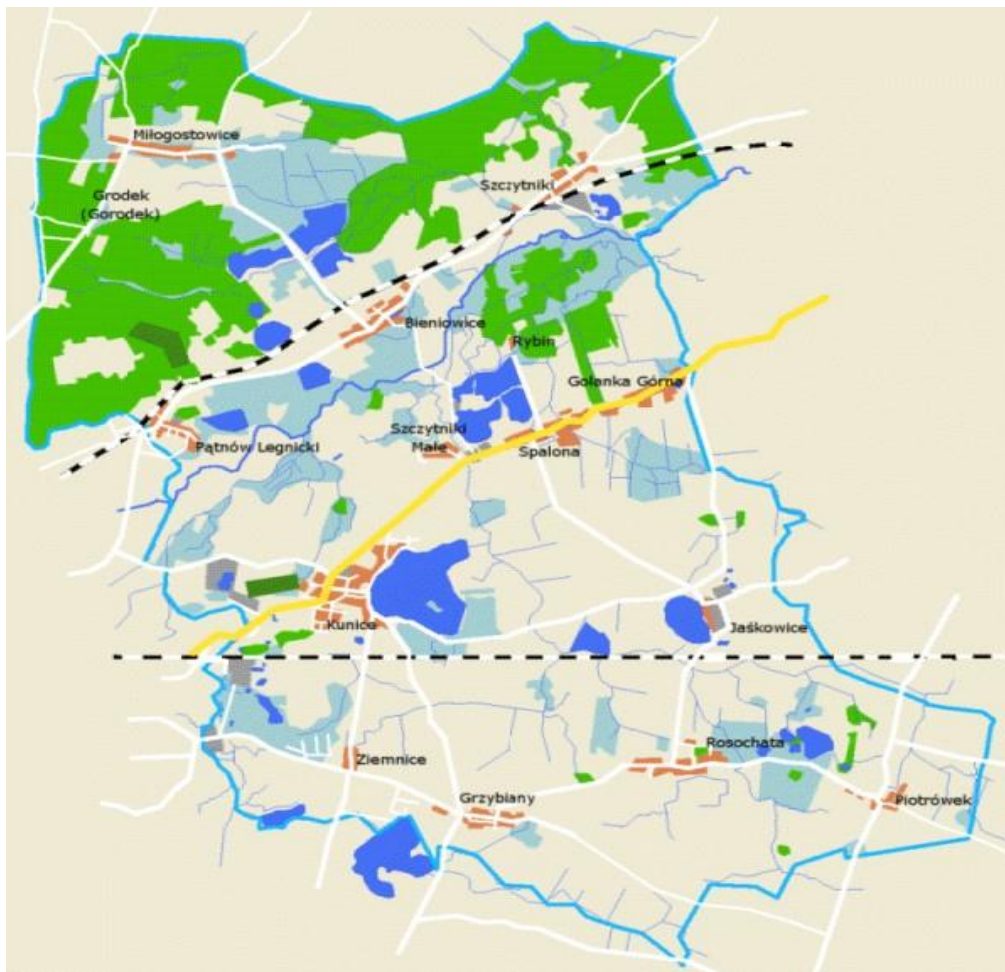 Miłogostowice
Grodek
(Gorodek)
Szczytniki
Bieniowice
Rybin
Golanka Górna
Szczytniki
Małe
Spalona
Pątnów Legnicki
Kunice
Jaśkowice
Rosochata
Ziemnice
Grzybiany
Piotrówek